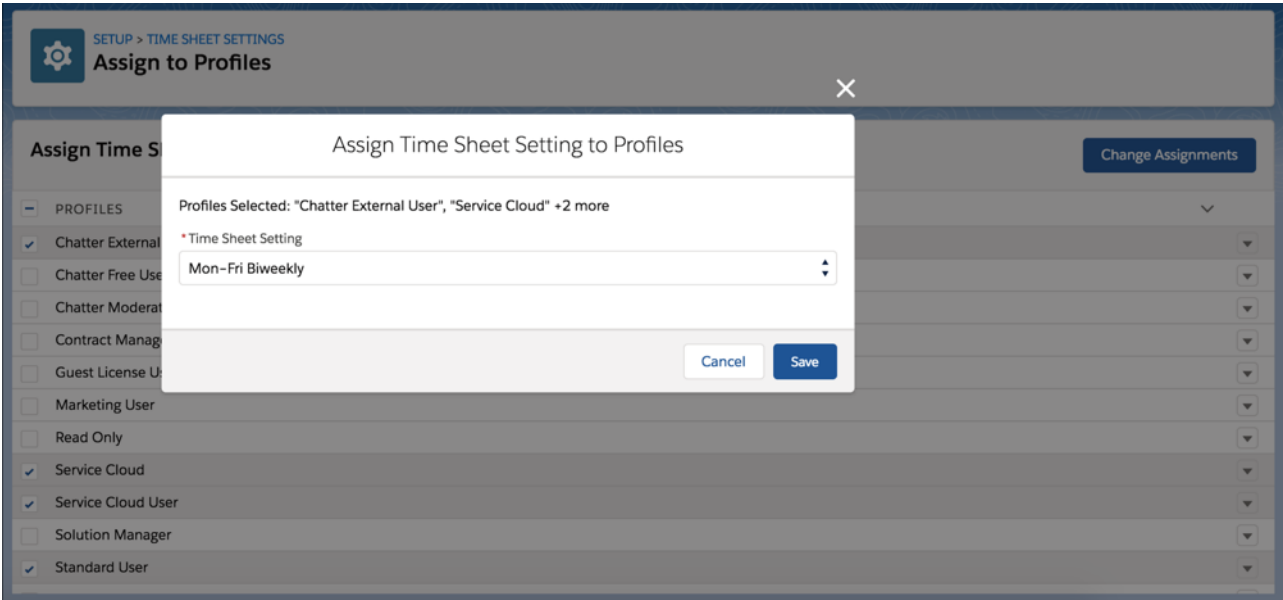 SETUP > TIME SHEET SETTINGS
Assign to Profiles
Assign Time S
Change Assignments
Assign Time Sheet Setting to Profiles
Profiles Selected: "Chatter External User", "Service Cloud" +2 more
*Time Sheet Setting
Mon-Fri Biweekly
Cancel
Save
PROFILES
Chatter External
Chatter Free Use
Chatter Moderat
Contract Manag
Guest License U
Marketing User
Read Only
Service Cloud
Service Cloud User
Solution Manager
Standard User